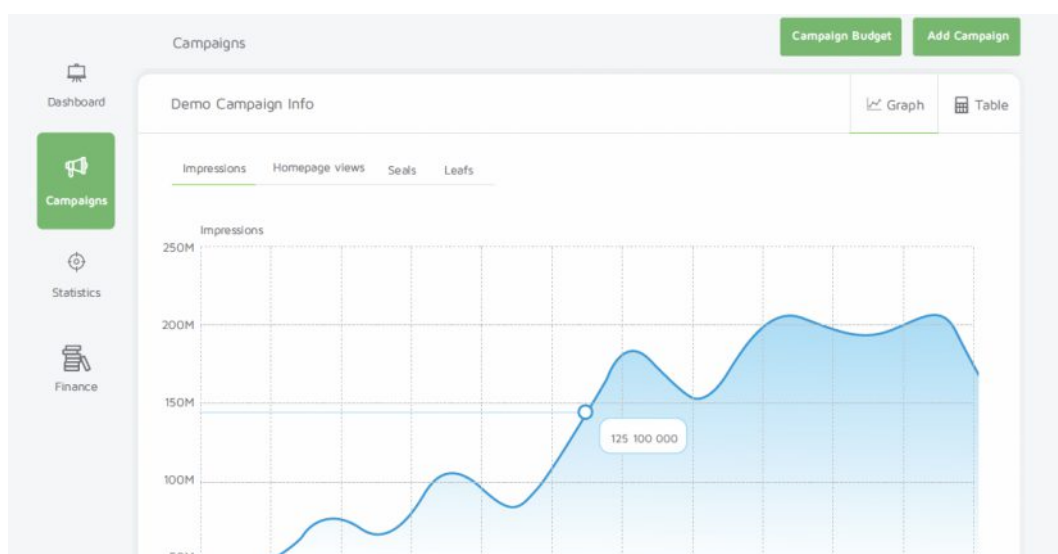 Campaigns
Campaign Budget
Add Campaign
Dashboard
Demo Campaign Info
Graph
Table
Campaigns
Impressions
Homepage views
Seals
Leafs
Impressions
250M
Statistics
200M
Finance
150M
125 100 000
100M